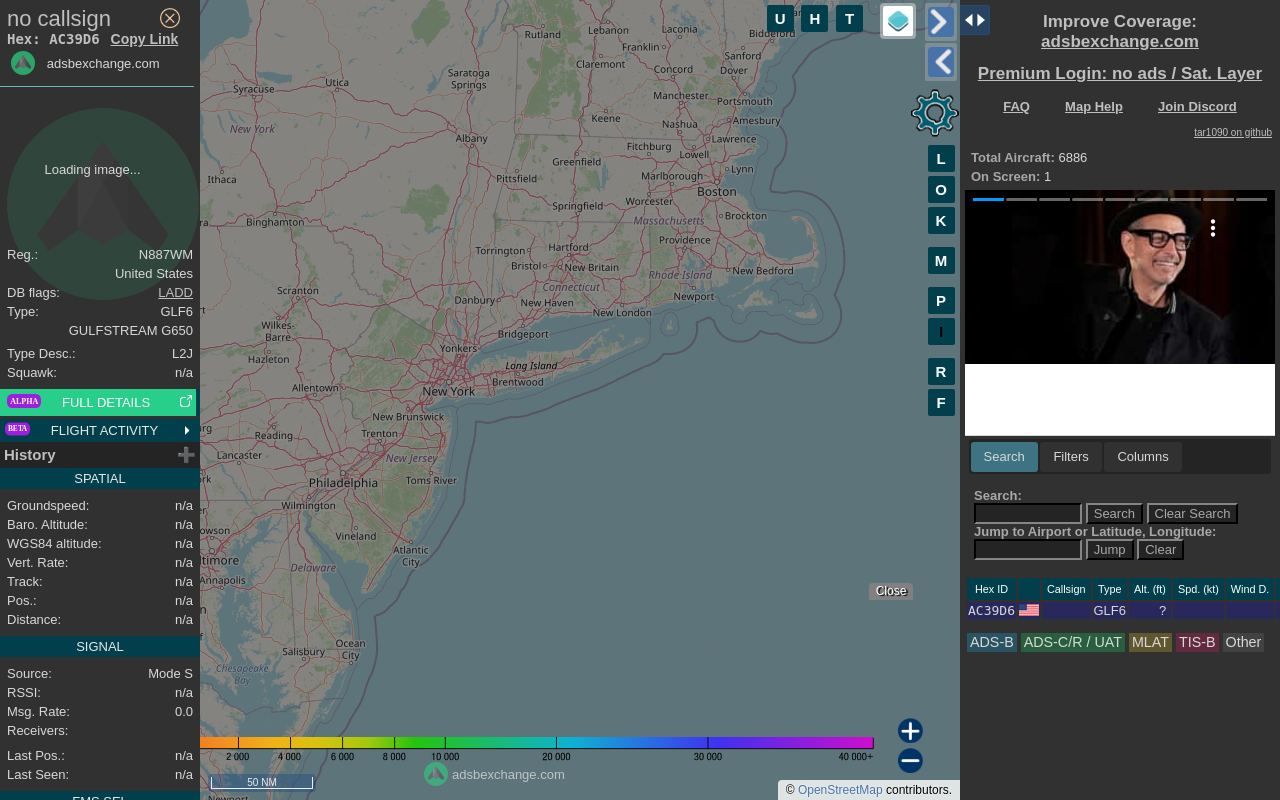 no callsign
Hex: AC39D6 Copy Link
adsbexchange.com
Loading image...
Reg.: N887WM
United States
DB flags: LADD
Type: GLF6
GULFSTREAM G650
Type Desc.: L2J
Squawk: n/a
ALPHA FULL DETAILS
BETA FLIGHT ACTIVITY
History
SPATIAL
Groundspeed: n/a
Baro. Altitude: n/a
WGS84 altitude: n/a
Vert. Rate: n/a
Track: n/a
Pos.: n/a
Distance: n/a
SIGNAL
Source: Mode S
RSSI: n/a
Msg. Rate: 0.0
Receivers:
Last Pos.: n/a
Last Seen: n/a
FMS SEL
U H T
L
O
K
M
P
I
R
F
Rutland
Lebanon
Laconia
Franklin
Biddeford
Claremont
Sanford
Concord
Dover
Utica
Saratoga
Springs
Syracuse
Manchester
Portsmouth
Keene
Amesbury
New York
Nashua
Albany
Lawrence
Fitchburg
Lowell
Greenfield
Lynn
Ithaca
Pittsfield
Marlborough
Boston
Worcester
Springfield
Brockton
Binghamton
Massachusetts
Providence
Torrington
Hartford
Bristol
New Britain
New Bedford
Rhode Island
Connecticut
Scranton
Danbury
New Haven
Newport
New London
Wilkes-
Barre
Bridgeport
Yonkers
Hazleton
Long Island
Brentwood
Allentown
New York
New Brunswick
Reading
Trenton
Lancaster
New Jersey
Toms River
Philadelphia
Wilmington
Vineland
Atlantic
City
Delaware
Annapolis
Ocean
City
Salisbury
Chesapeake
Bay
Close
2 000 4 000 6 000 8 000 10 000 20 000 30 000 40 000+
50 NM
adsbexchange.com
© OpenStreetMap contributors.
Improve Coverage:
adsbexchange.com
Premium Login: no ads / Sat. Layer
FAQ Map Help Join Discord
tar1090 on github
Total Aircraft: 6886
On Screen: 1
Search Filters Columns
Search:
Search Clear Search
Jump to Airport or Latitude, Longitude:
Jump Clear
Hex ID Callsign Type Alt. (ft) Spd. (kt) Wind D.
AC39D6 GLF6 ?
ADS-B ADS-C/R / UAT MLAT TIS-B Other